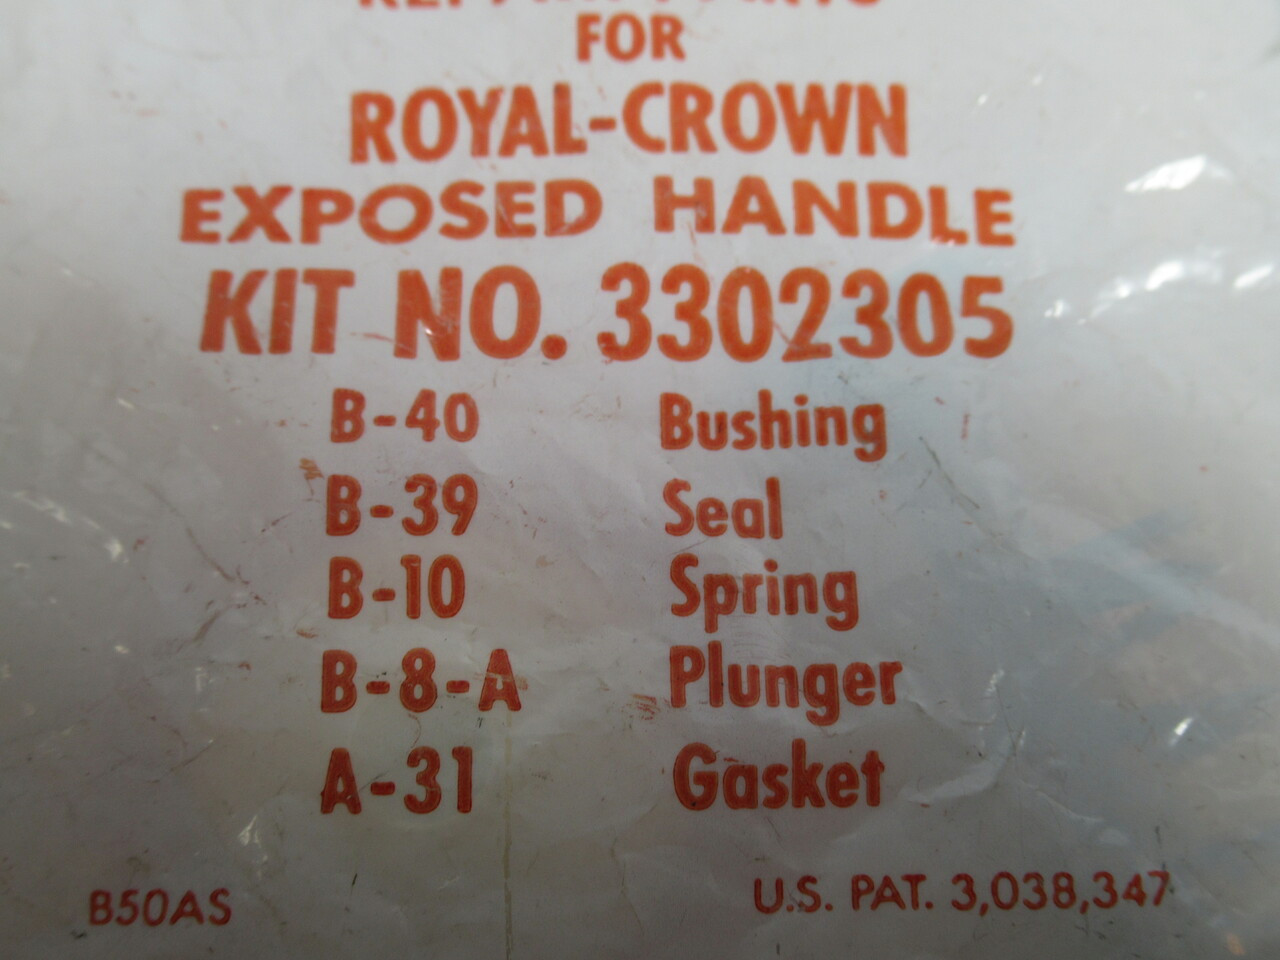 FOR
ROYAL-CROWN
EXPOSED HANDLE
KIT NO. 3302305
B-40 Bushing
B-39 Seal
B-10 Spring
B-8-A Plunger
A-31 Gasket
B50AS U.S. PAT. 3,038,347